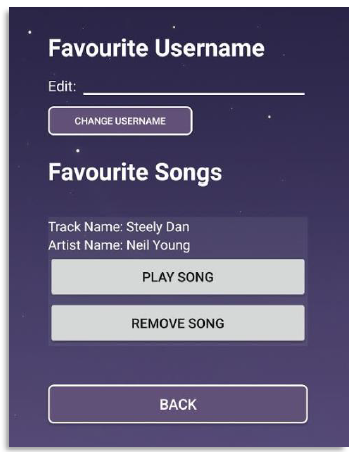 Favourite Username
Edit:
CHANGE USERNAME
Favourite Songs
Track Name: Steely Dan
Artist Name: Neil Young
PLAY SONG
REMOVE SONG
BACK